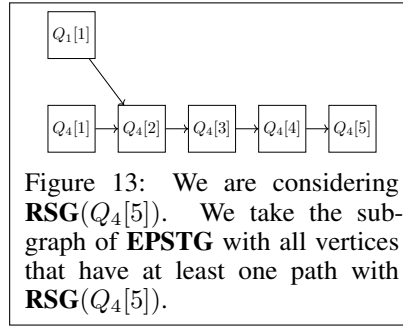 Q₁[1]
Q₄[1] Q₄[2] Q₄[3] Q₄[4] Q₄[5]
Figure 13: We are considering
RSG(Q₄[5]). We take the sub-
graph of EPSTG with all vertices
that have at least one path with
RSG(Q₄[5]).